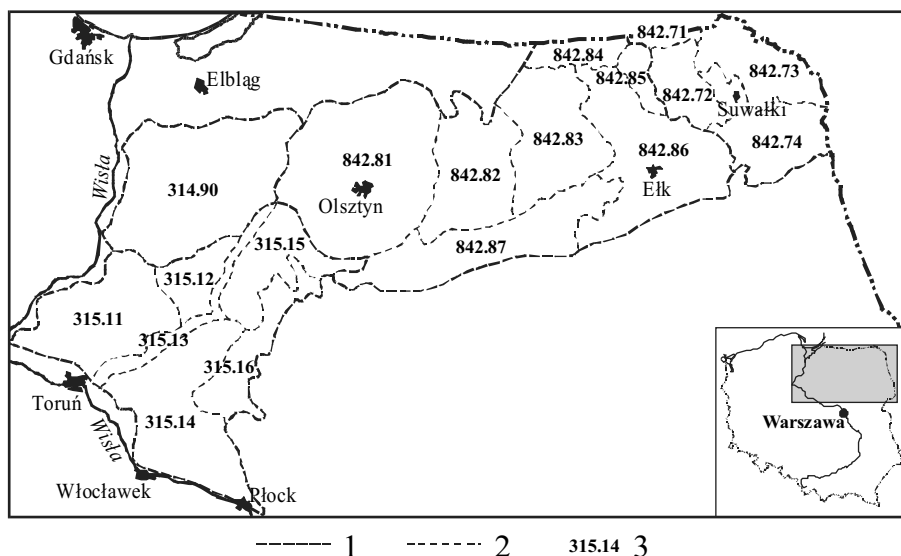 Gdańsk
Elbląg
842.71
842.84
842.85
842.73
842.72
Suwałki
842.74
842.83
842.86
Ełk
842.81
Olsztyn
842.82
Wisła
314.90
842.87
315.15
315.12
315.11
315.13
315.16
Toruń
315.14
Wisła
Włocławek
Płock
Warszawa
1 2 315.14 3